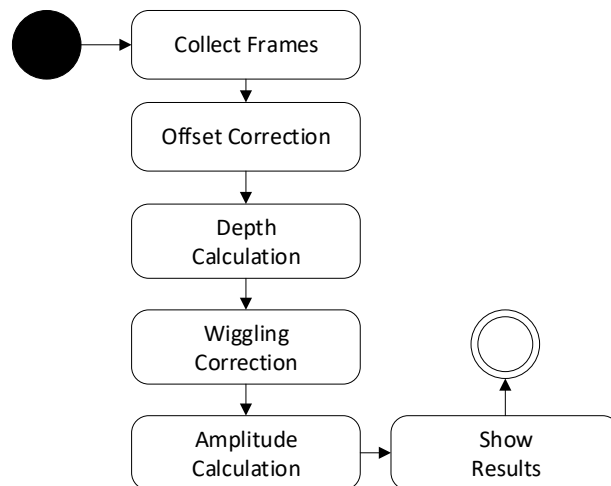 Collect Frames
Offset Correction
Depth
Calculation
Wiggling
Correction
Amplitude
Calculation
Show
Results